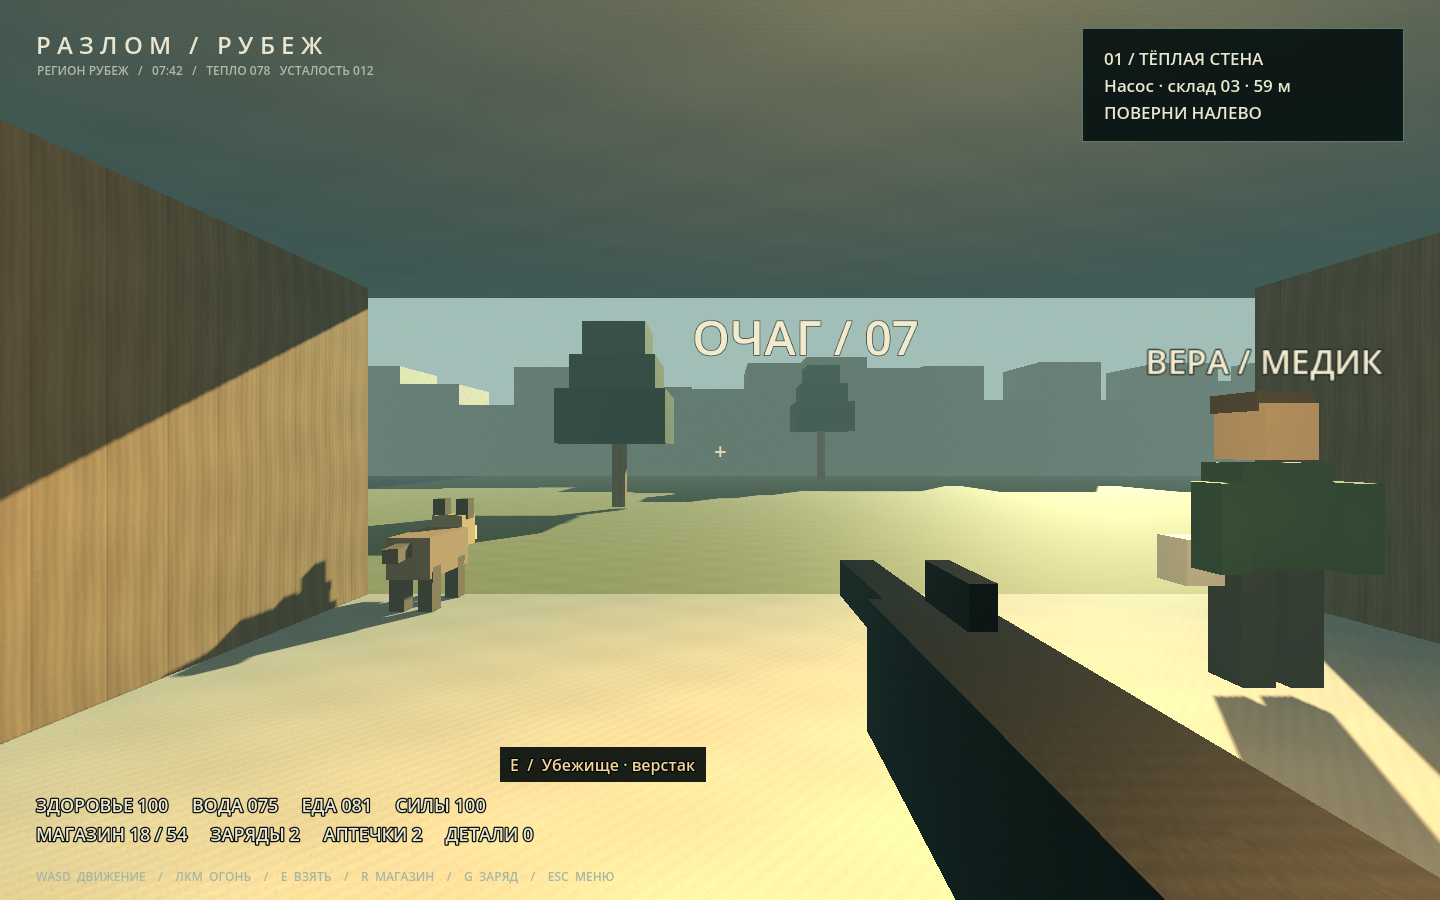 РАЗЛОМ / РУБЕЖ
РЕГИОН РУБЕЖ / 07:42 / ТЕПЛО 078 УСТАЛОСТЬ 012
01 / ТЁПЛАЯ СТЕНА
Насос · склад 03 · 59 м
ПОВЕРНИ НАЛЕВО
ОЧАГ / 07
ВЕРА / МЕДИК
E / Убежище · верстак
ЗДОРОВЬЕ 100 ВОДА 075 ЕДА 081 СИЛЫ 100
МАГАЗИН 18 / 54 ЗАРЯДЫ 2 АПТЕЧКИ 2 ДЕТАЛИ 0
WASD ДВИЖЕНИЕ / ЛКМ ОГОНЬ / E ВЗЯТЬ / R МАГАЗИН / G ЗАРЯД / ESC МЕНЮ